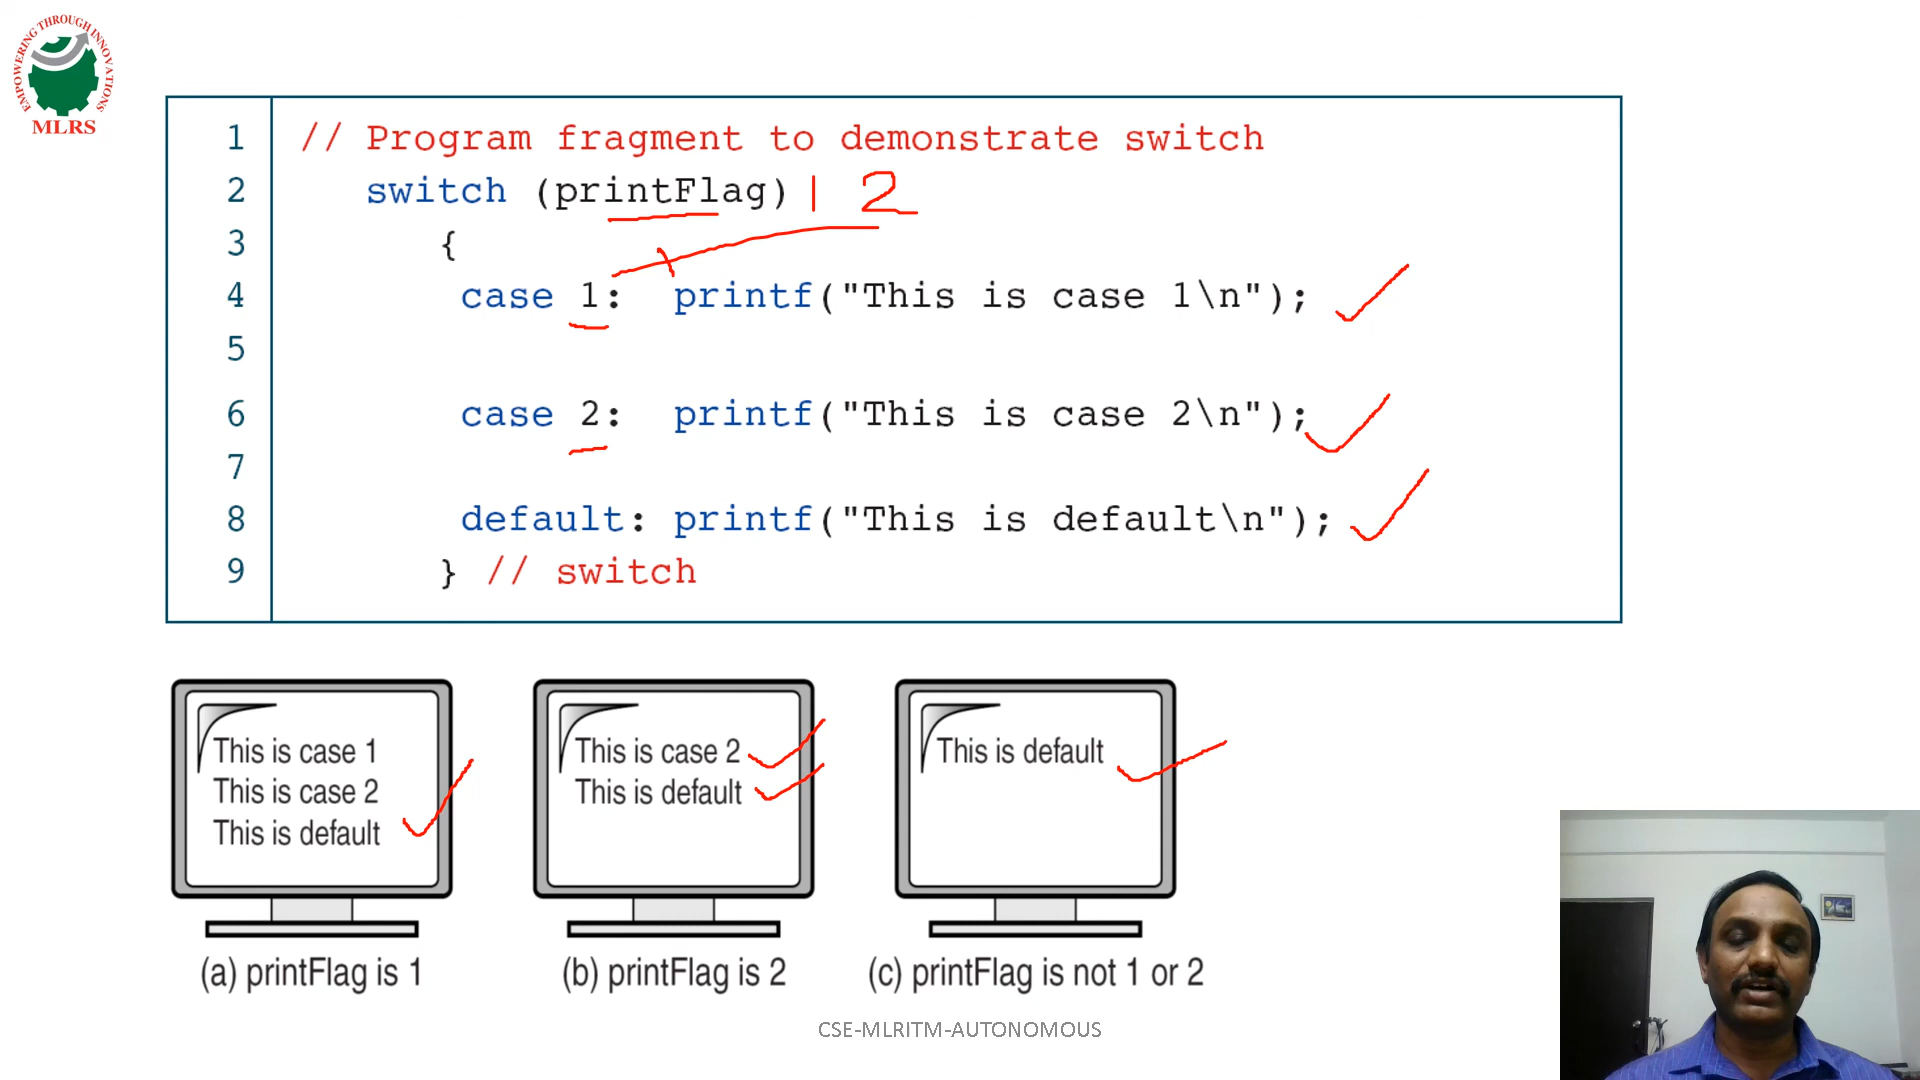 EMPOWERING THROUGH INNOVATIONS
MLRS
1 // Program fragment to demonstrate switch
2 switch (printFlag) 1 2
3 {
4 case 1: printf("This is case 1\n");
5
6 case 2: printf("This is case 2\n");
7
8 default: printf("This is default\n");
9 } // switch
This is case 1
This is case 2
This is default
(a) printFlag is 1
This is case 2
This is default
(b) printFlag is 2
This is default
(c) printFlag is not 1 or 2
CSE-MLRITM-AUTONOMOUS